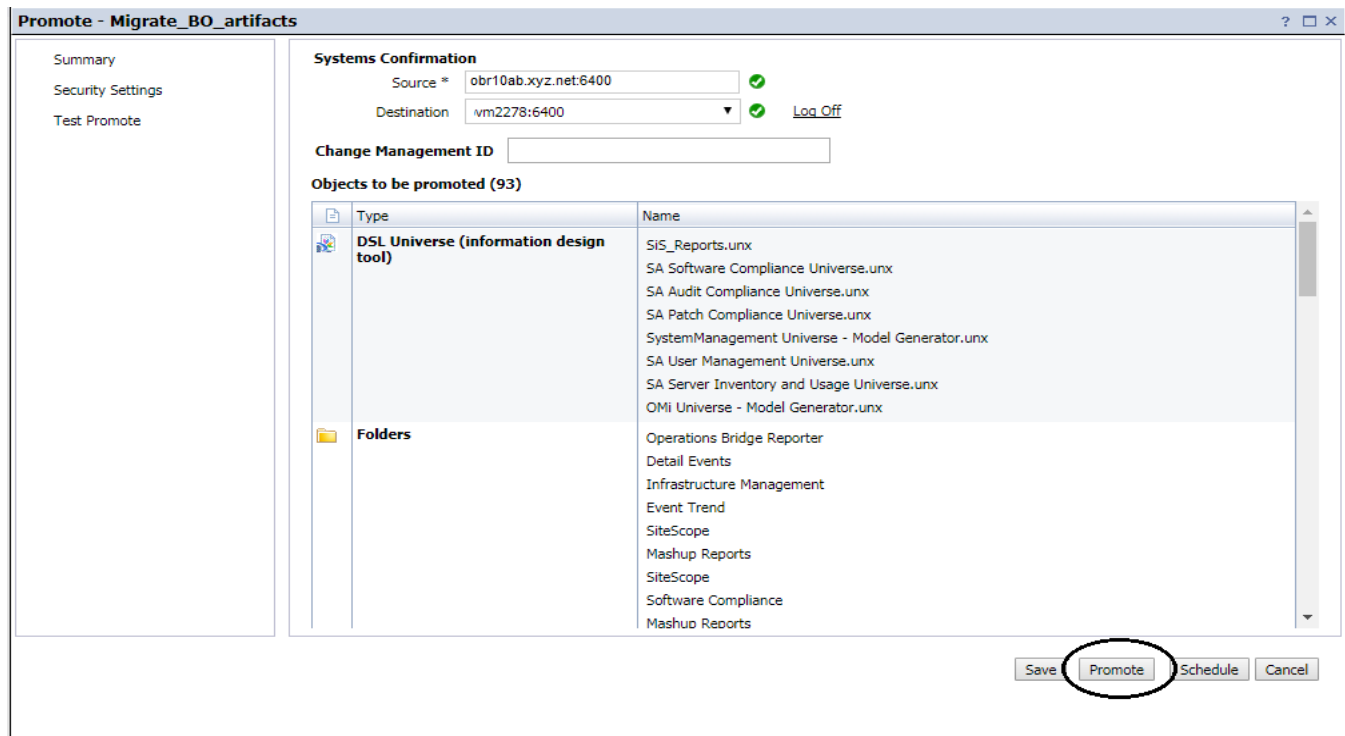 Promote - Migrate_BO_artifacts ?
Summary
Security Settings
Test Promote
Systems Confirmation
Source * obr10ab.xyz.net:6400
Destination vm2278:6400 Log Off
Change Management ID
Objects to be promoted (93)
Type Name
DSL Universe (information design
tool)
SiS_Reports.unx
SA Software Compliance Universe.unx
SA Audit Compliance Universe.unx
SA Patch Compliance Universe.unx
SystemManagement Universe - Model Generator.unx
SA User Management Universe.unx
SA Server Inventory and Usage Universe.unx
OMi Universe - Model Generator.unx
Folders
Operations Bridge Reporter
Detail Events
Infrastructure Management
Event Trend
SiteScope
Mashup Reports
SiteScope
Software Compliance
Mashup Reports
Save Promote Schedule Cancel